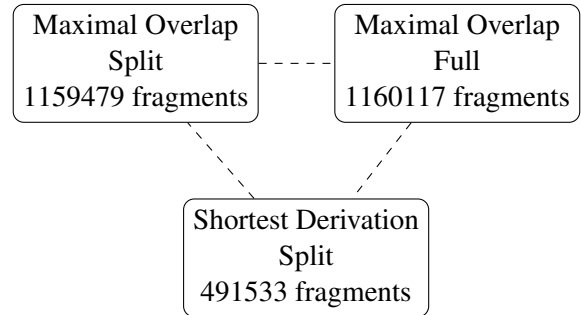 Maximal Overlap
Split
1159479 fragments
Maximal Overlap
Full
1160117 fragments
Shortest Derivation
Split
491533 fragments